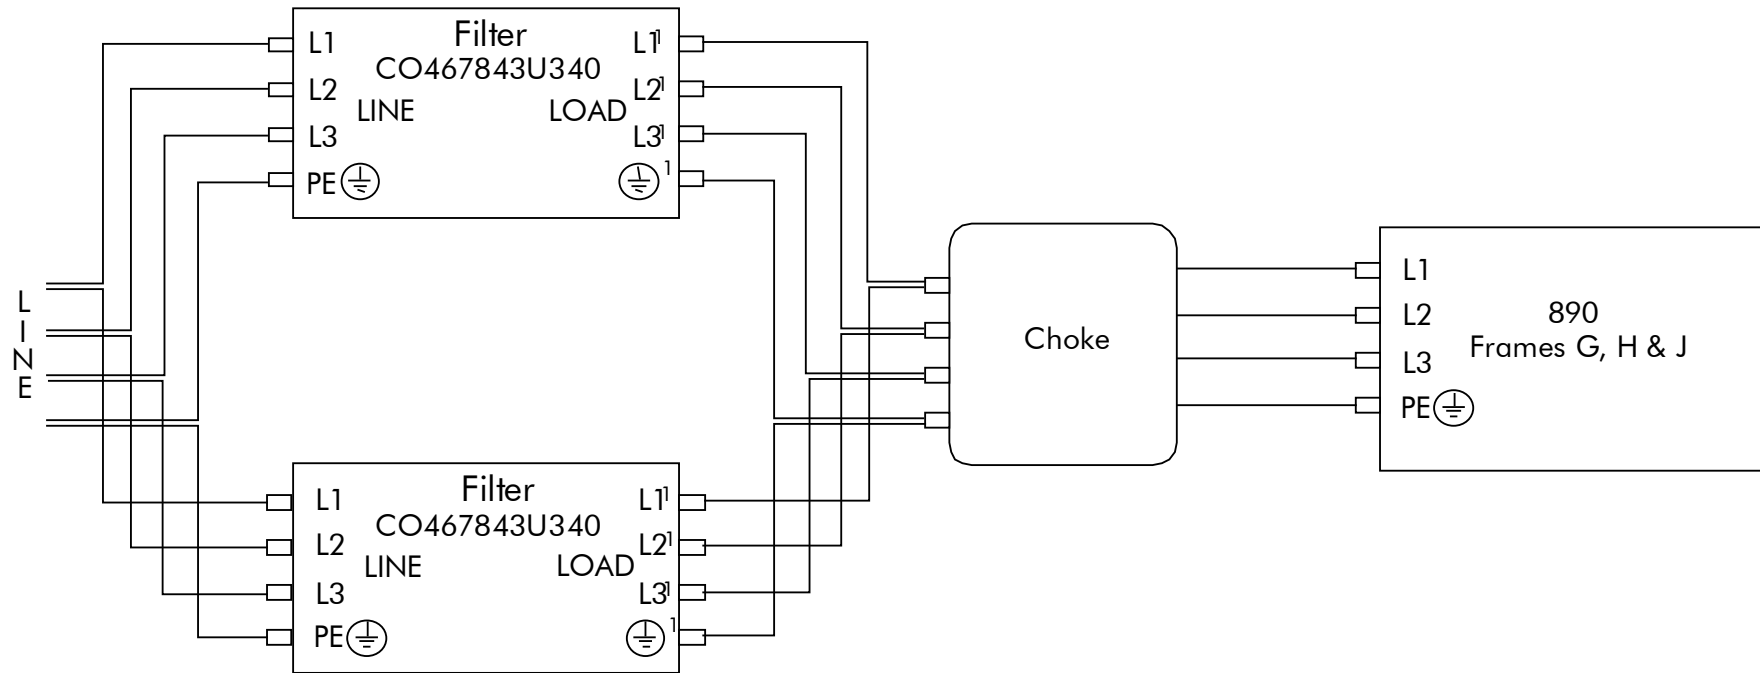 Filter
CO467843U340
LINE LOAD
L1 L1¹
L2 L2¹
L3 L3¹
PE ¹
LINE
Choke
L1
L2
L3
PE
890
Frames G, H & J
Filter
CO467843U340
LINE LOAD
L1 L1¹
L2 L2¹
L3 L3¹
PE ¹